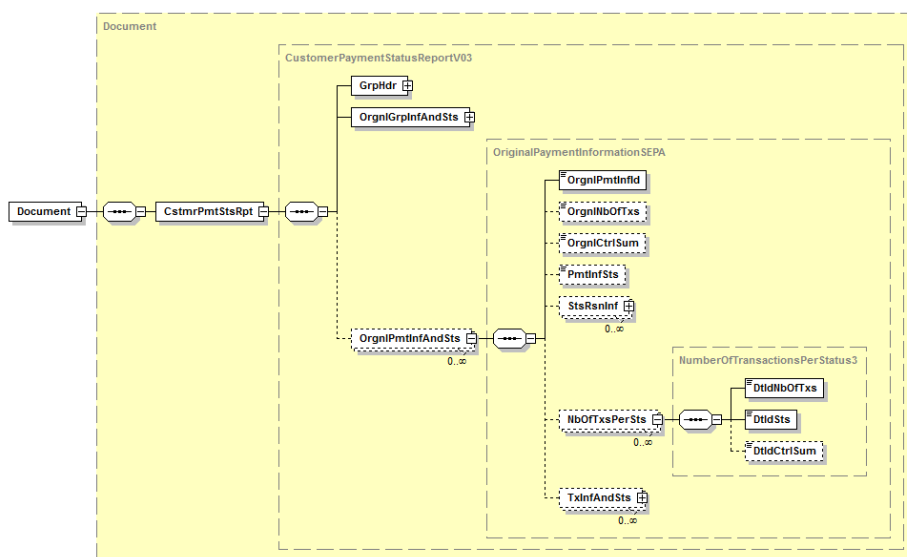 Document
CustomerPaymentStatusReportV03
GrpHdr
OrgnlGrpInfAndSts
OriginalPaymentInformationSEPA
OrgnlPmtInfId
Document
CstmrPmtStsRpt
OrgnlNbOfTxs
OrgnlCtrlSum
PmtInfSts
StsRsnInf
0..∞
OrgnlPmtInfAndSts
0..∞
NumberOfTransactionsPerStatus3
DtldNbOfTxs
NbOfTxsPerSts
0..∞
DtldSts
DtldCtrlSum
TxInfAndSts
0..∞